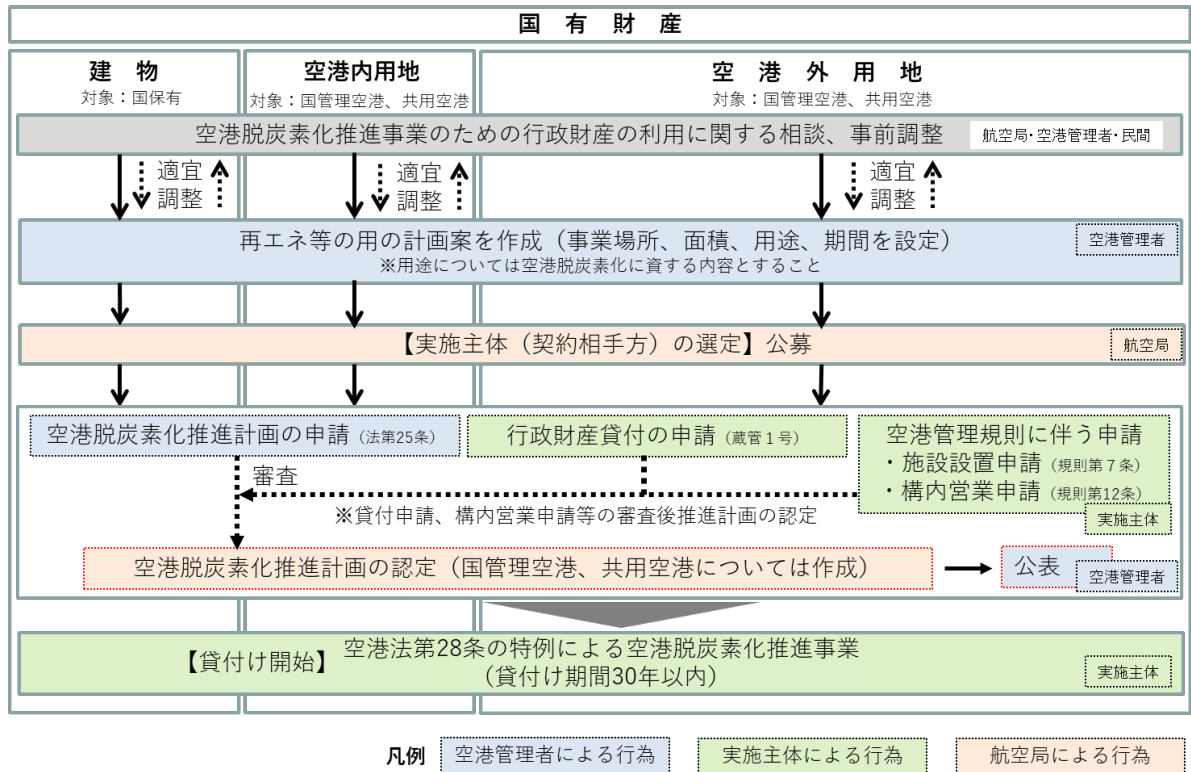 国 有 財 産
建 物
対象：国保有
空港内用地
対象：国管理空港、共用空港
空 港 外 用 地
対象：国管理空港、共用空港
空港脱炭素化推進事業のための行政財産の利用に関する相談、事前調整
航空局・空港管理者・民間
適宜
調整
適宜
調整
適宜
調整
再エネ等の用の計画案を作成（事業場所、面積、用途、期間を設定）
※用途については空港脱炭素化に資する内容とすること
空港管理者
【実施主体（契約相手方）の選定】公募
航空局
空港脱炭素化推進計画の申請（法第25条）
行政財産貸付の申請（蔵管１号）
空港管理規則に伴う申請
・施設設置申請（規則第７条）
・構内営業申請（規則第12条）
実施主体
審査
※貸付申請、構内営業申請等の審査後推進計画の認定
空港脱炭素化推進計画の認定（国管理空港、共用空港については作成）
公表
空港管理者
【貸付け開始】
空港法第28条の特例による空港脱炭素化推進事業
（貸付け期間30年以内）
実施主体
凡例
空港管理者による行為
実施主体による行為
航空局による行為